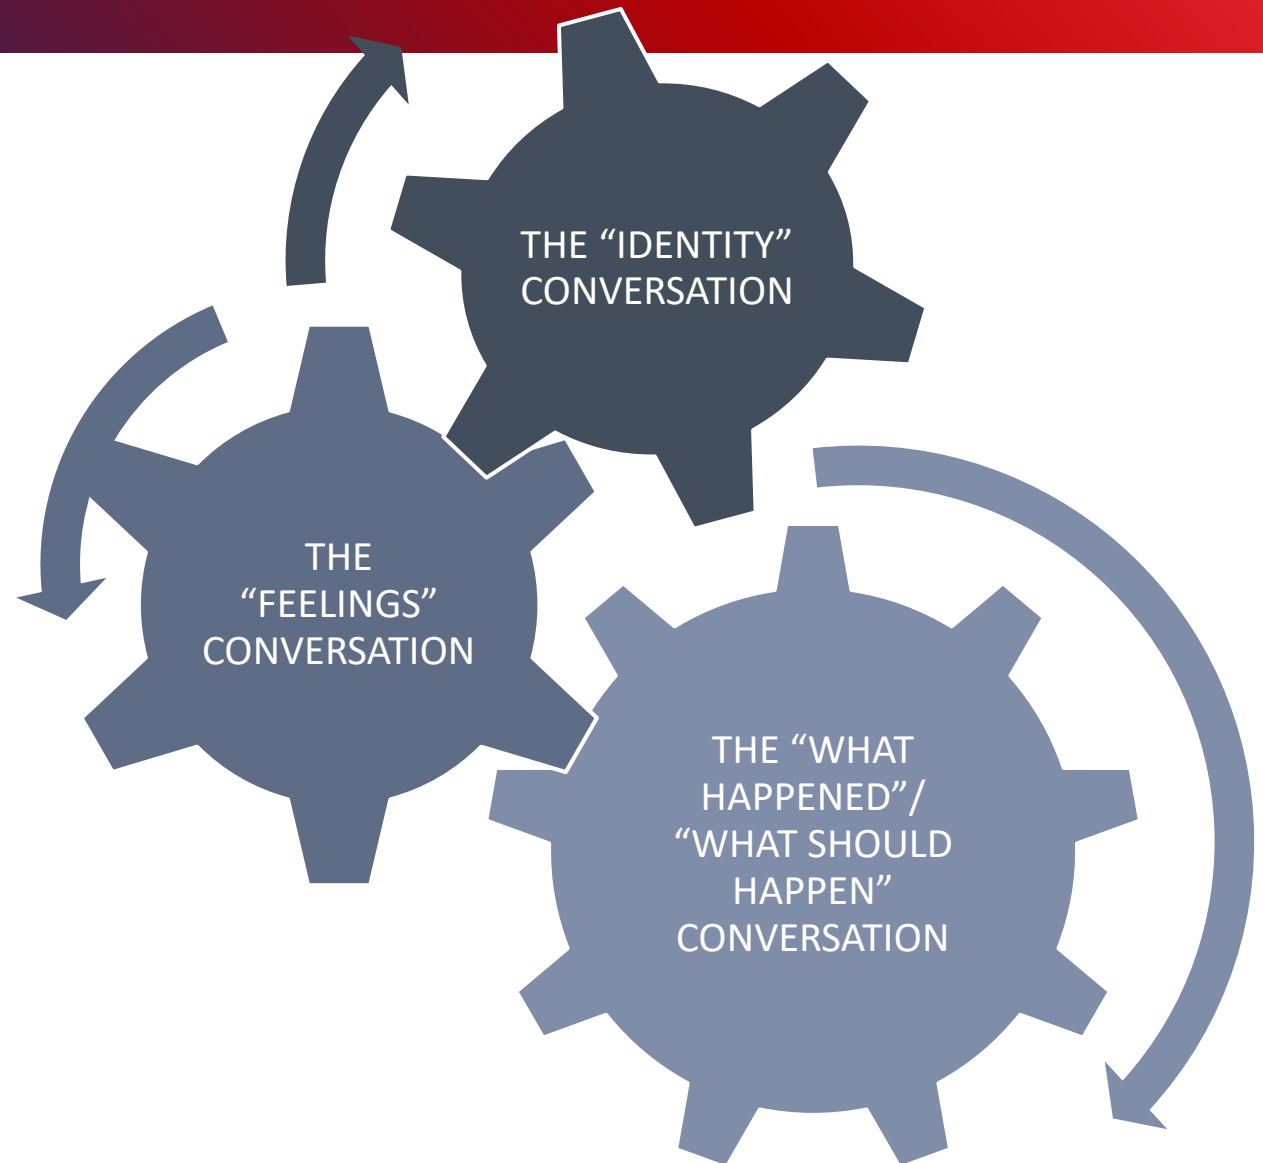 THE “IDENTITY”
CONVERSATION
THE
“FEELINGS”
CONVERSATION
THE “WHAT
HAPPENED”/
“WHAT SHOULD
HAPPEN”
CONVERSATION